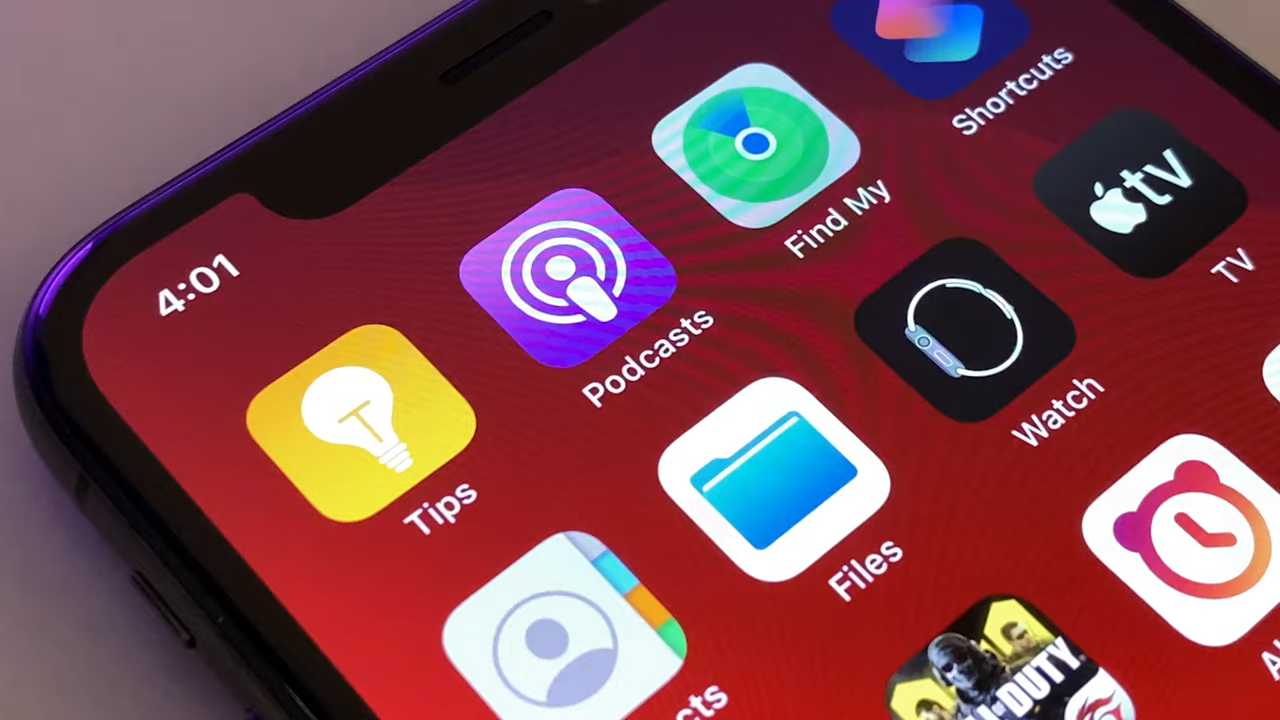 4:01
Tips
Podcasts
Find My
Shortcuts
Files
Watch
tv
TV
DUTY